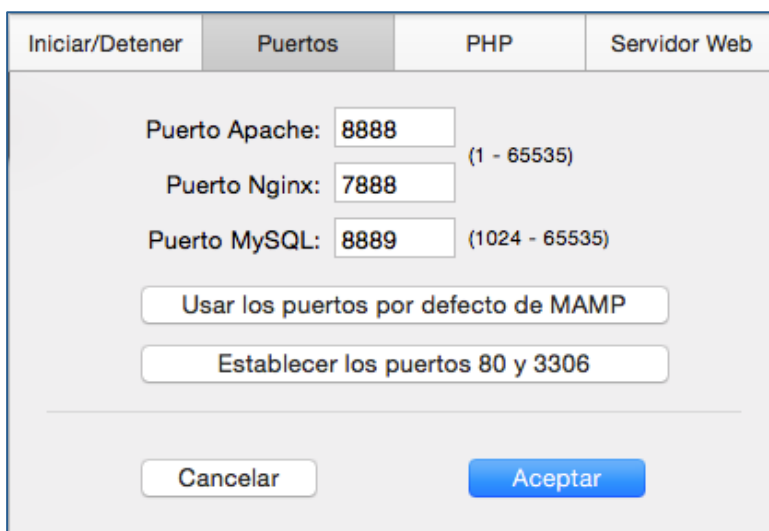 Iniciar/Detener Puertos PHP Servidor Web
Puerto Apache: 8888
(1 - 65535)
Puerto Nginx: 7888
Puerto MySQL: 8889 (1024 - 65535)
Usar los puertos por defecto de MAMP
Establecer los puertos 80 y 3306
Cancelar Aceptar